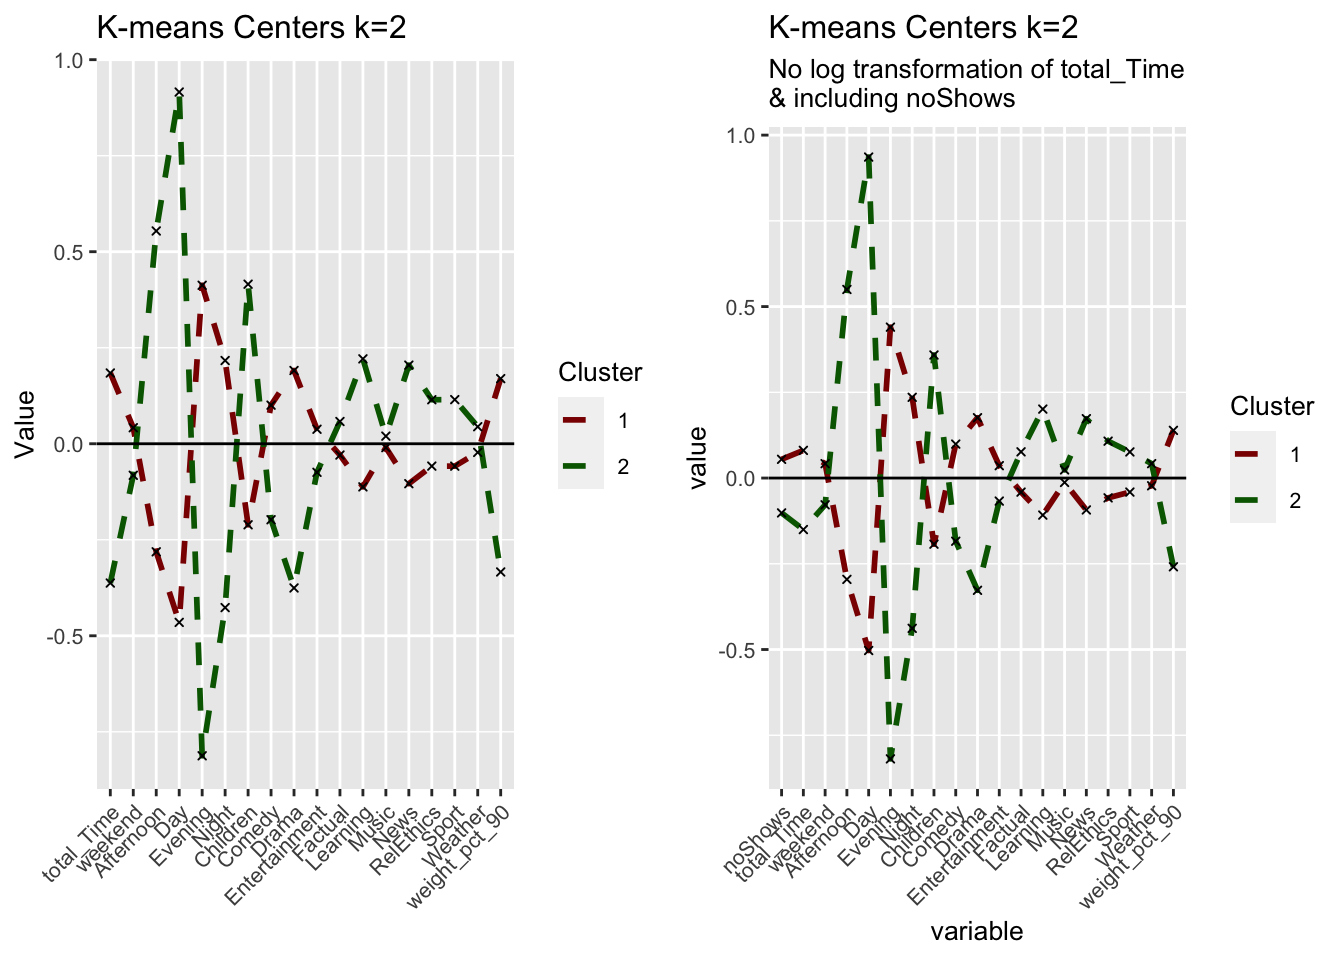 K-means Centers k=2
1.0
0.5
0.0
-0.5
Value
total_Time
weekend
Afternoon
Day
Evening
Night
Children
Comedy
Drama
Entertainment
Factual
Learning
Music
News
RelEthics
Sport
Weather
weight_pct_90
Cluster
1
2
K-means Centers k=2
No log transformation of total_Time
& including noShows
1.0
0.5
0.0
-0.5
value
noShows
total_Time
weekend
Afternoon
Day
Evening
Night
Children
Comedy
Drama
Entertainment
Factual
Learning
Music
News
RelEthics
Sport
Weather
weight_pct_90
variable
Cluster
1
2